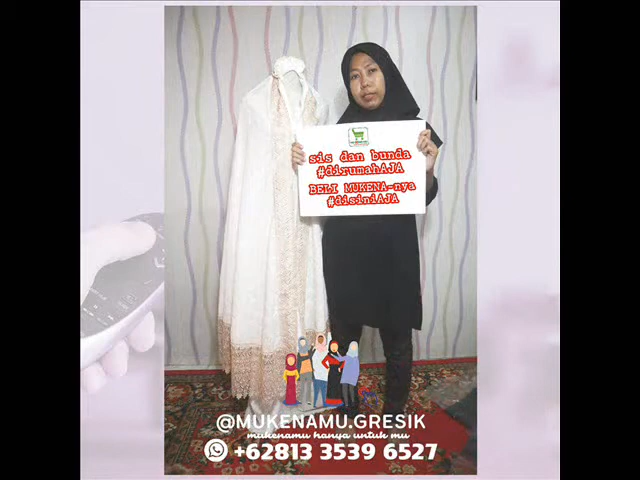 sis dan bunda
#dirumahAJA
BELI MUKENA-nya
#disiniAJA
@MUKENAMU.GRESIK
mukenamu hanya untuk mu
+62813 3539 6527